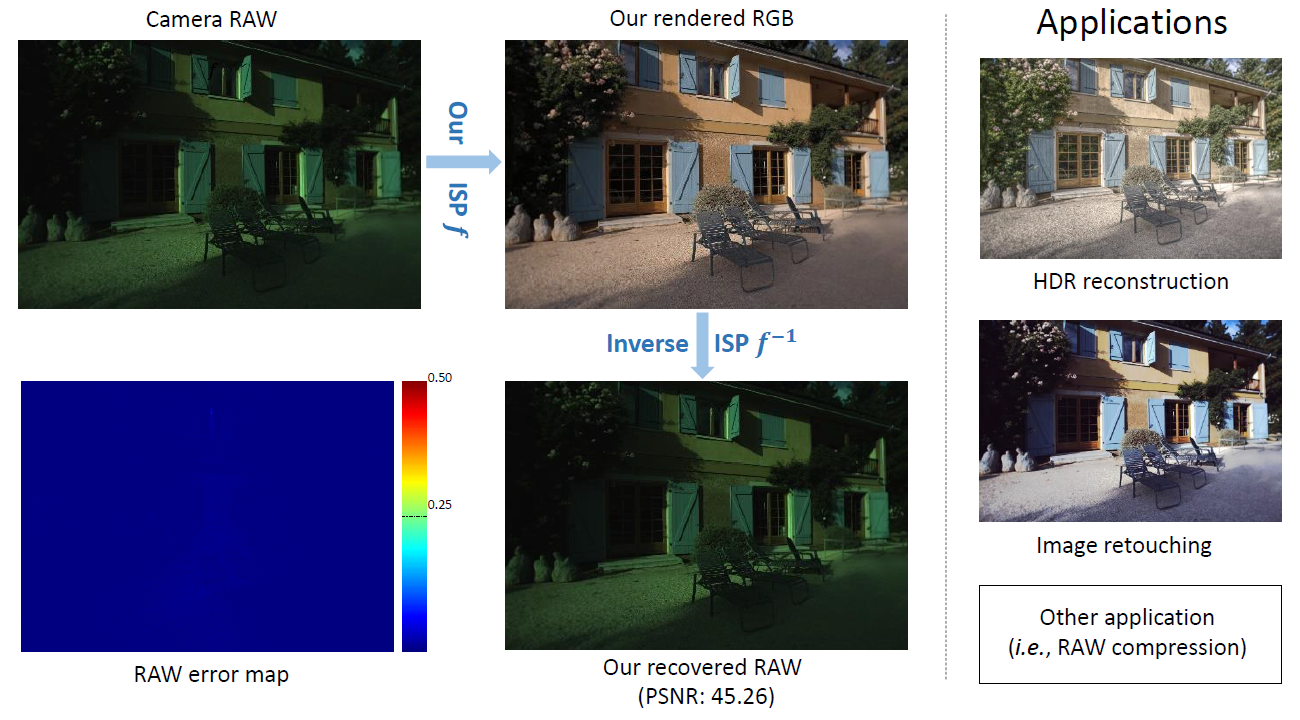 Camera RAW
Our rendered RGB
Applications
Our
ISP f
HDR reconstruction
Inverse ISP f⁻¹
0.50
0.25
RAW error map
Our recovered RAW
(PSNR: 45.26)
Image retouching
Other application
(i.e., RAW compression)